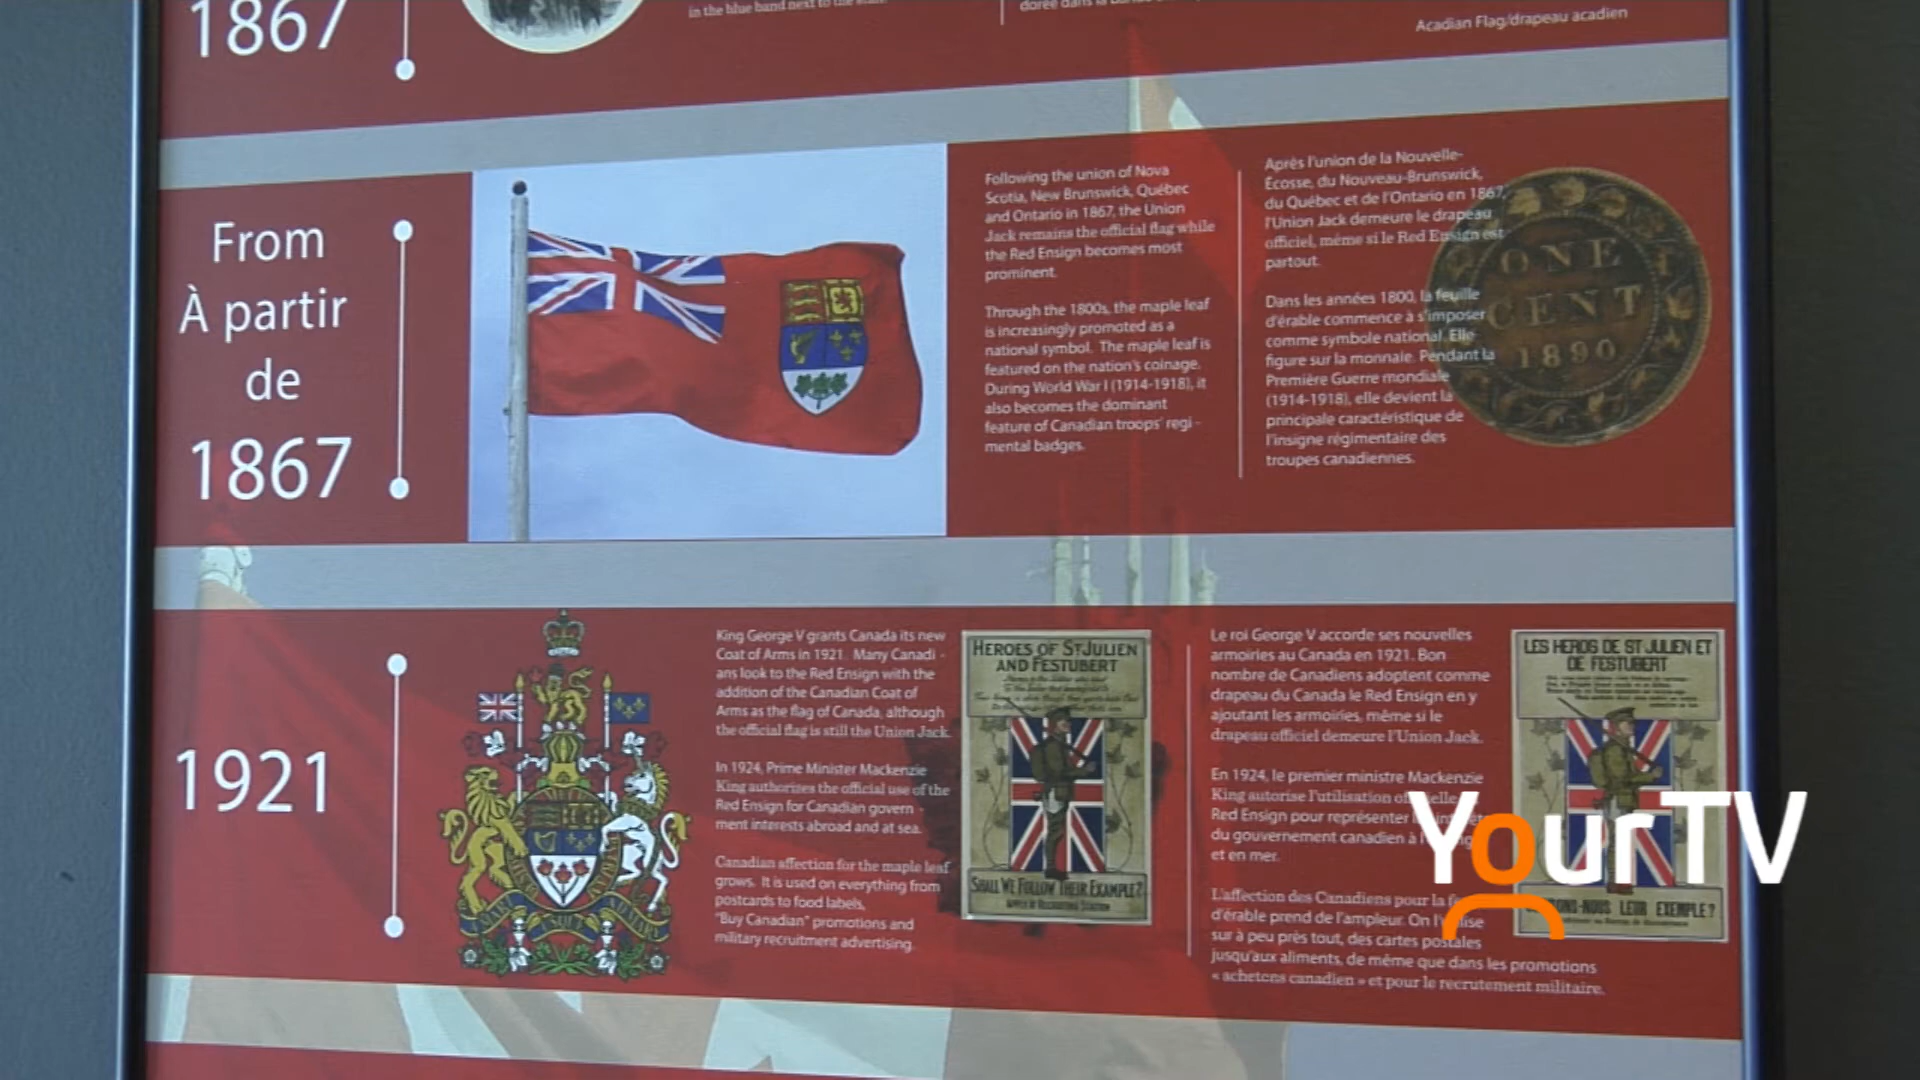 1867
in the blue band next to the
Acadian Flag/drapeau acadien
From
À partir
de
1867
Following the union of Nova
Scotia, New Brunswick, Québec
and Ontario in 1867, the Union
Jack remains the official flag while
the Red Ensign becomes most
prominent.
Through the 1800s, the maple leaf
is increasingly promoted as a
national symbol. The maple leaf is
featured on the nation's coinage.
During World War I (1914-1918), it
also becomes the dominant
feature of Canadian troops' regi -
mental badges.
Après l'union de la Nouvelle-
Écosse, du Nouveau-Brunswick,
du Québec et de l'Ontario en 1867,
l'Union Jack demeure le drapeau
officiel, même si le Red Ensign est
partout.
Dans les années 1800, la feuille
d'érable commence à s'imposer
comme symbole national. Elle
figure sur la monnaie. Pendant la
Première Guerre mondiale
(1914-1918), elle devient la
principale caractéristique de
l'insigne régimentaire des
troupes canadiennes.
ONE
CENT
1890
1921
King George V grants Canada its new
Coat of Arms in 1921. Many Canadi -
ans look to the Red Ensign with the
addition of the Canadian Coat of
Arms as the flag of Canada, although
the official flag is still the Union Jack.
In 1924, Prime Minister Mackenzie
King authorizes the official use of the
Red Ensign for Canadian govern -
ment interests abroad and at sea.
Canadian affection for the maple leaf
grows. It is used on everything from
postcards to food labels,
"Buy Canadian" promotions and
military recruitment advertising.
HEROES OF ST JULIEN
AND FESTUBERT
SHALL WE FOLLOW THEIR EXAMPLE?
APPLY AT RECRUITING STATION
Le roi George V accorde ses nouvelles
armoiries au Canada en 1921. Bon
nombre de Canadiens adoptent comme
drapeau du Canada le Red Ensign en y
ajoutant les armoiries, même si le
drapeau officiel demeure l'Union Jack.
En 1924, le premier ministre Mackenzie
King autorise l'utilisation
Red Ensign pour représenter
du gouvernement canadien à
et en mer.
L'affection des Canadiens pour la
d'érable prend de l'ampleur. On
sur à peu près tout, des cartes postales
jusqu'aux aliments, de même que dans les promotions
« achetons canadien » et pour le recrutement militaire.
LES HEROS DE ST JULIEN ET
DE FESTUBERT
LEUR EXEMPLE?
YourTV